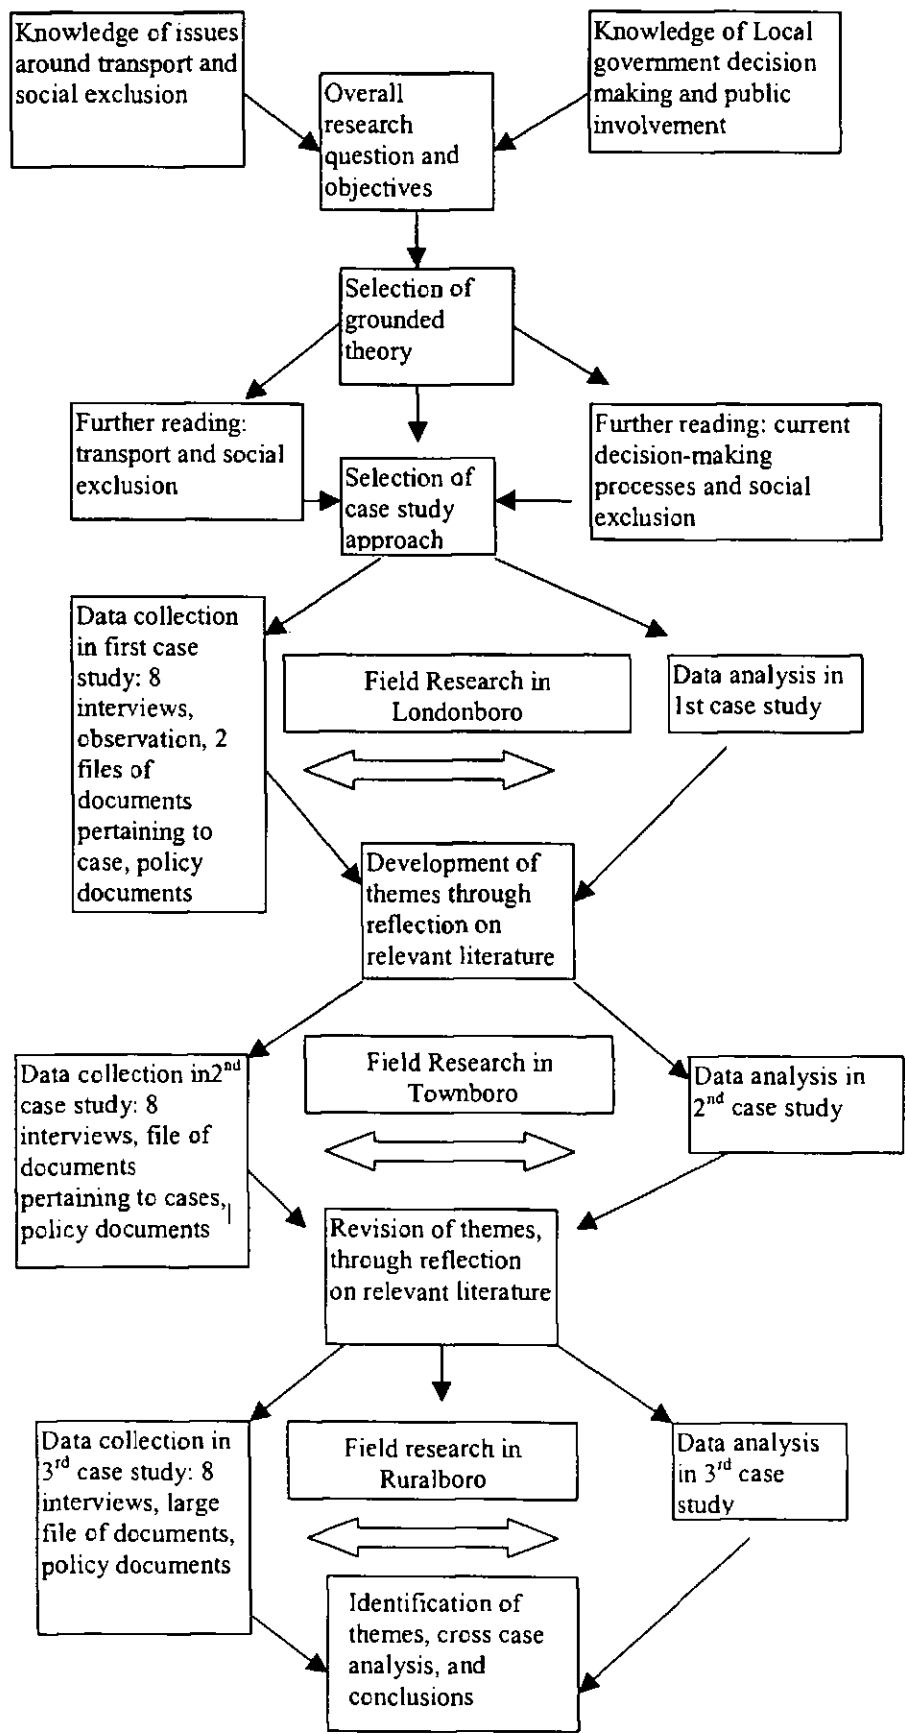 Knowledge of issues
around transport and
social exclusion
Knowledge of Local
government decision
making and public
involvement
Overall
research
question and
objectives
Selection of
grounded
theory
Further reading:
transport and social
exclusion
Further reading: current
decision-making
processes and social
exclusion
Selection of
case study
approach
Data collection
in first case
study: 8
interviews,
observation, 2
files of
documents
pertaining to
case, policy
documents
Field Research in
Londonboro
Data analysis in
1st case study
Development of
themes through
reflection on
relevant literature
Data collection in2nd
case study: 8
interviews, file of
documents
pertaining to cases,
policy documents
Field Research in
Townboro
Data analysis in
2nd case study
Revision of themes,
through reflection
on relevant literature
Data collection in
3rd case study: 8
interviews, large
file of documents,
policy documents
Field research in
Ruralboro
Data analysis
in 3rd case
study
Identification of
themes, cross case
analysis, and
conclusions